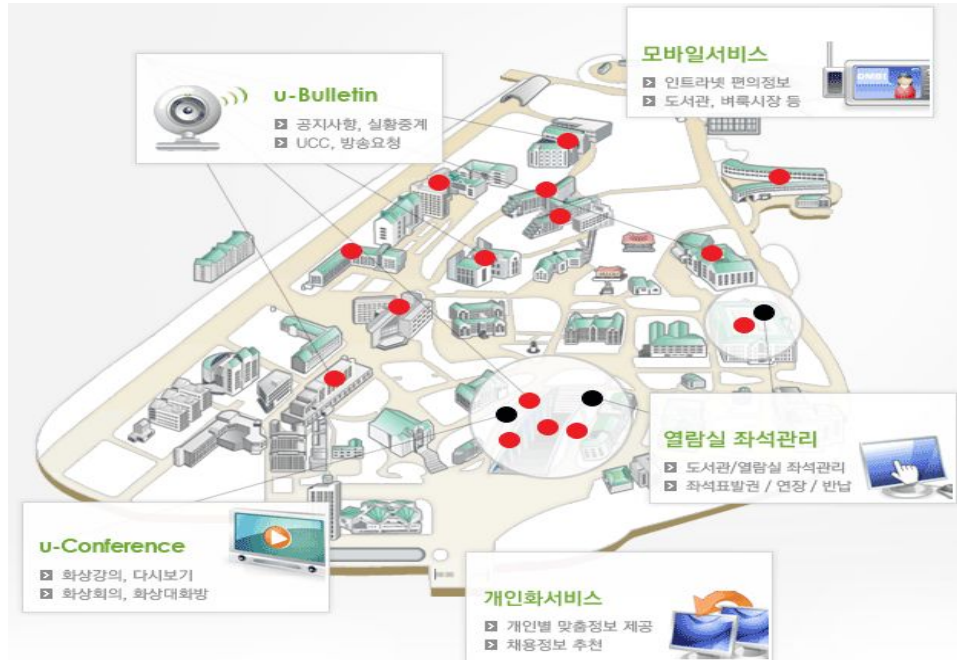 모바일서비스
인트라넷 편의정보
도서관, 벼룩시장 등
DMB!
u-Bulletin
공지사항, 실황중계
UCC, 방송요청
열람실 좌석관리
도서관/열람실 좌석관리
좌석표발권 / 연장 / 반납
u-Conference
화상강의, 다시보기
화상회의, 화상대화방
개인화서비스
개인별 맞춤정보 제공
채용정보 추천